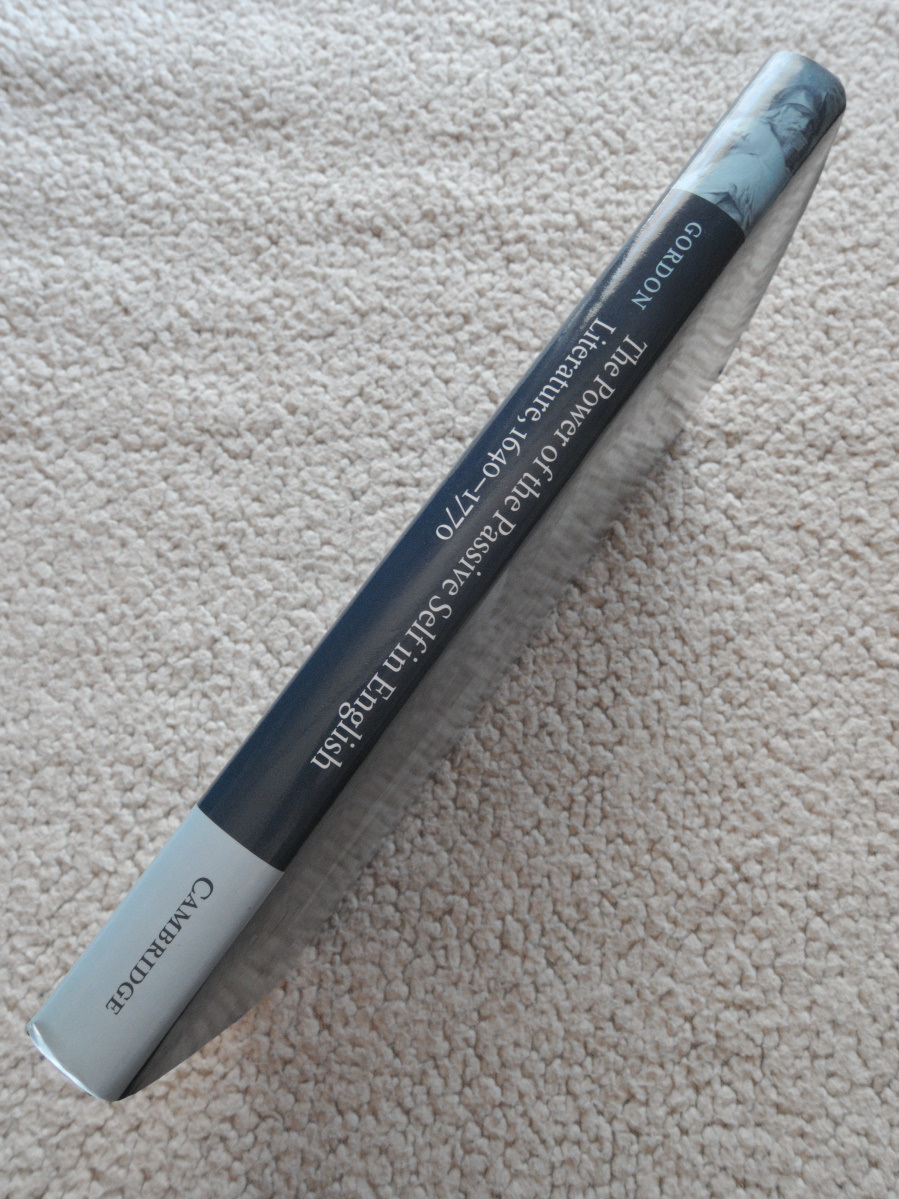 GORDON
The Power of the Passive Self in English
Literature, 1640–1770
CAMBRIDGE